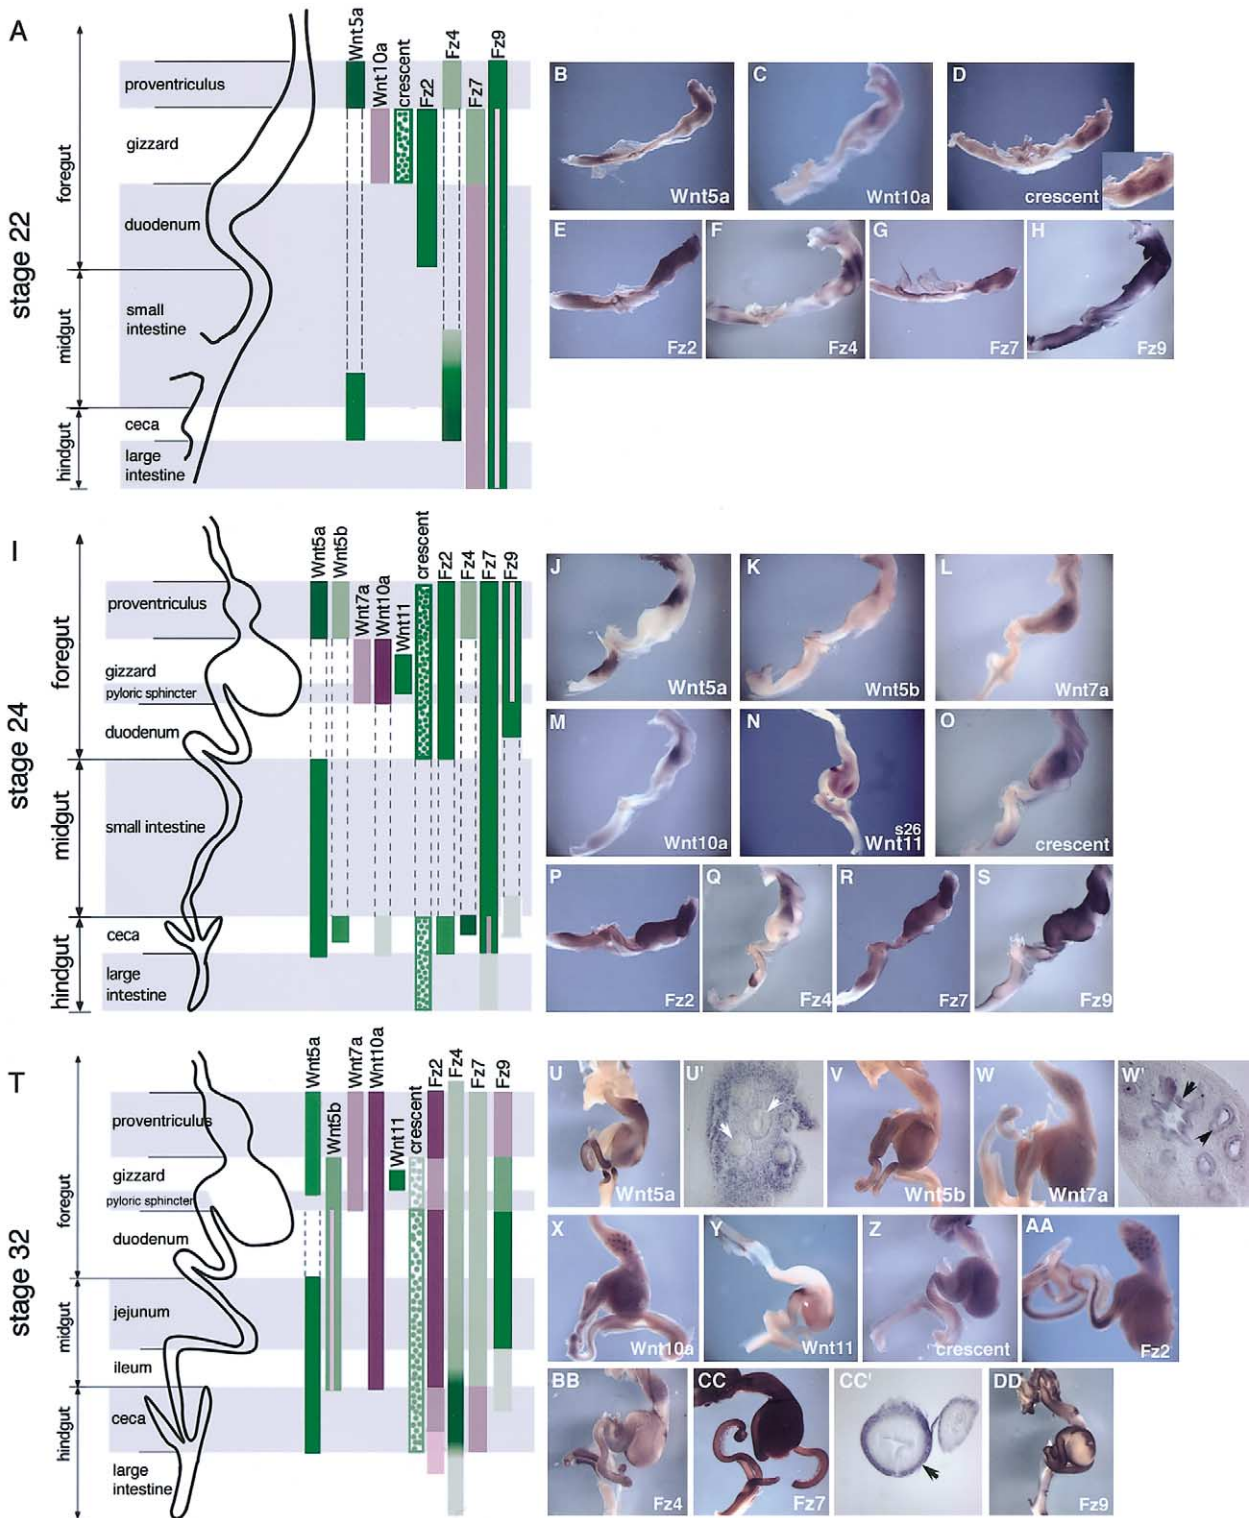 A
stage 22
foregut
midgut
hindgut
proventriculus
gizzard
duodenum
small
intestine
ceca
large
intestine
Wnt5a
Wnt10a
crescent
Fz2
Fz4
Fz7
Fz9
B
Wnt5a
C
Wnt10a
D
crescent
E
Fz2
F
Fz4
G
Fz7
H
Fz9
I
stage 24
foregut
midgut
hindgut
proventriculus
gizzard
pyloric sphincter
duodenum
small intestine
ceca
large
intestine
Wnt5a
Wnt5b
Wnt7a
Wnt10a
Wnt11
crescent
Fz2
Fz4
Fz7
Fz9
J
Wnt5a
K
Wnt5b
L
Wnt7a
M
Wnt10a
N
s26
Wnt11
O
crescent
P
Fz2
Q
Fz4
R
Fz7
S
Fz9
T
stage 32
foregut
midgut
hindgut
proventriculus
gizzard
pyloric sphincter
duodenum
jejunum
ileum
ceca
large
intestine
Wnt5a
Wnt5b
Wnt7a
Wnt10a
Wnt11
crescent
Fz2
Fz4
Fz7
Fz9
U
Wnt5a
U'
V
Wnt5b
W
Wnt7a
W'
X
Wnt10a
Y
Wnt11
Z
crescent
AA
Fz2
BB
Fz4
CC
Fz7
CC'
DD
Fz9